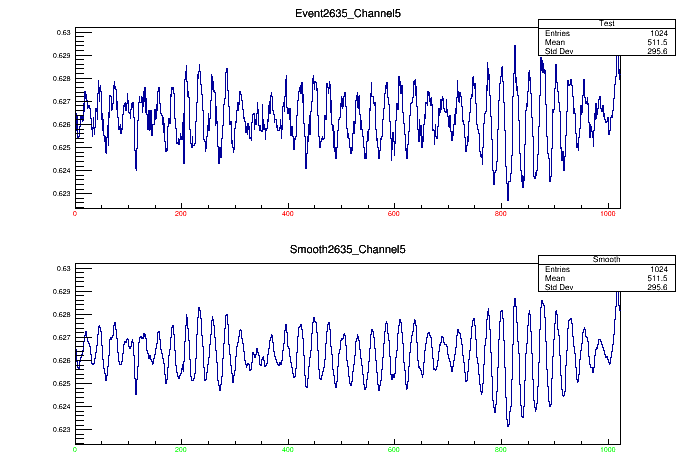 Event2635_Channel5
Test
Entries 1024
Mean 511.5
Std Dev 295.6
0.63
0.629
0.628
0.627
0.626
0.625
0.624
0.623
0 200 400 600 800 1000
Smooth2635_Channel5
Smooth
Entries 1024
Mean 511.5
Std Dev 295.6
0.63
0.629
0.628
0.627
0.626
0.625
0.624
0.623
0 200 400 600 800 1000